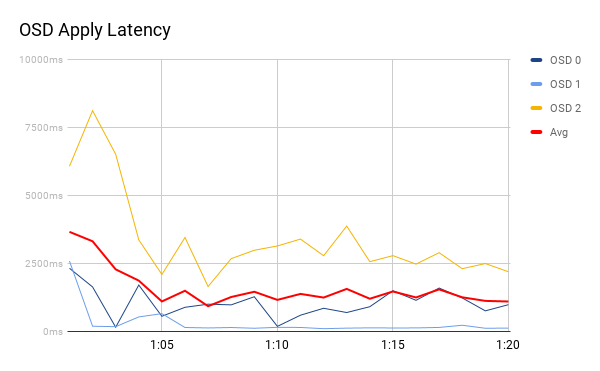 OSD Apply Latency
10000ms
7500ms
5000ms
2500ms
0ms
1:05
1:10
1:15
1:20
OSD 0
OSD 1
OSD 2
Avg